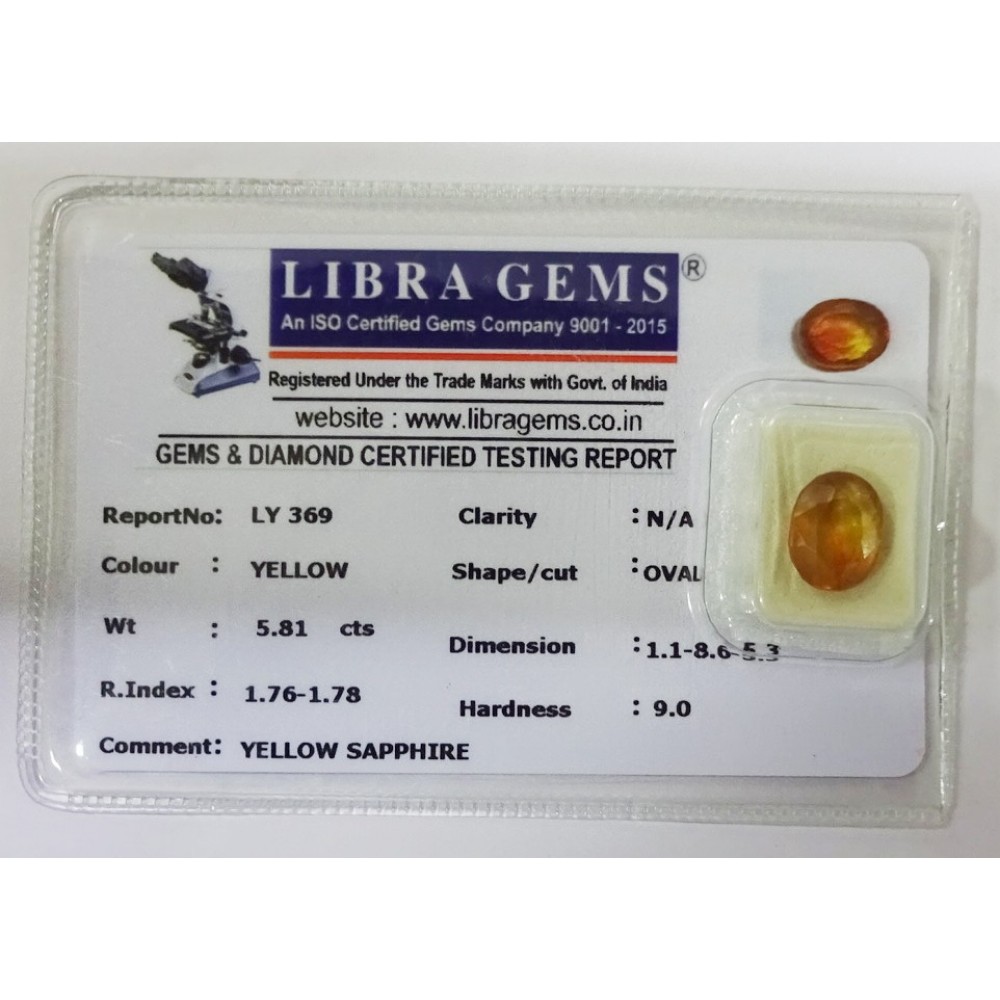 LIBRA GEMS ®
An ISO Certified Gems Company 9001 - 2015
Registered Under the Trade Marks with Govt. of India
website : www.libragems.co.in
GEMS & DIAMOND CERTIFIED TESTING REPORT
ReportNo: LY 369 Clarity : N/A
Colour : YELLOW Shape/cut : OVAL
Wt : 5.81 cts Dimension : 1.1-8.6-5.3
R.Index : 1.76-1.78 Hardness : 9.0
Comment: YELLOW SAPPHIRE